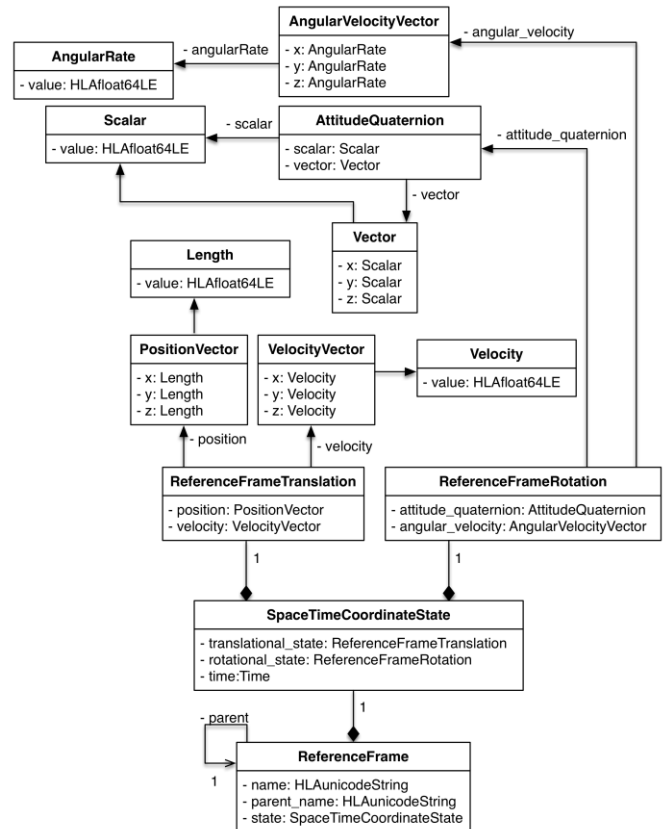 AngularVelocityVector
- x: AngularRate
- y: AngularRate
- z: AngularRate
- angular_velocity
- angularRate
AngularRate
- value: HLAfloat64LE
Scalar
- value: HLAfloat64LE
- scalar
AttitudeQuaternion
- scalar: Scalar
- vector: Vector
- attitude_quaternion
- vector
Vector
- x: Scalar
- y: Scalar
- z: Scalar
Length
- value: HLAfloat64LE
PositionVector
- x: Length
- y: Length
- z: Length
VelocityVector
- x: Velocity
- y: Velocity
- z: Velocity
Velocity
- value: HLAfloat64LE
- position
- velocity
ReferenceFrameTranslation
- position: PositionVector
- velocity: VelocityVector
ReferenceFrameRotation
- attitude_quaternion: AttitudeQuaternion
- angular_velocity: AngularVelocityVector
1
1
SpaceTimeCoordinateState
- translational_state: ReferenceFrameTranslation
- rotational_state: ReferenceFrameRotation
- time:Time
1
- parent
1
ReferenceFrame
- name: HLAunicodeString
- parent_name: HLAunicodeString
- state: SpaceTimeCoordinateState